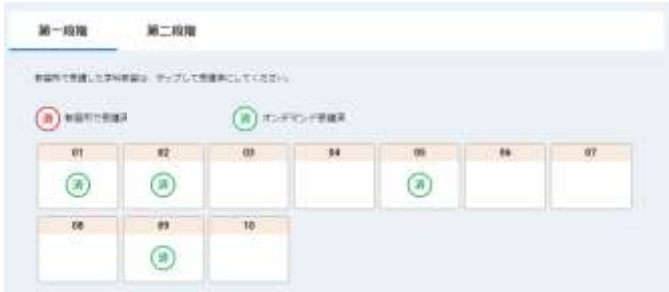 第一段階 第二段階
教習所で受講した学科教習は、タップして受講済にしてください。
済 教習所で受講済 済 オンデマンド受講済
01 02 03 04 05 06 07
済 済 済
08 09 10
済